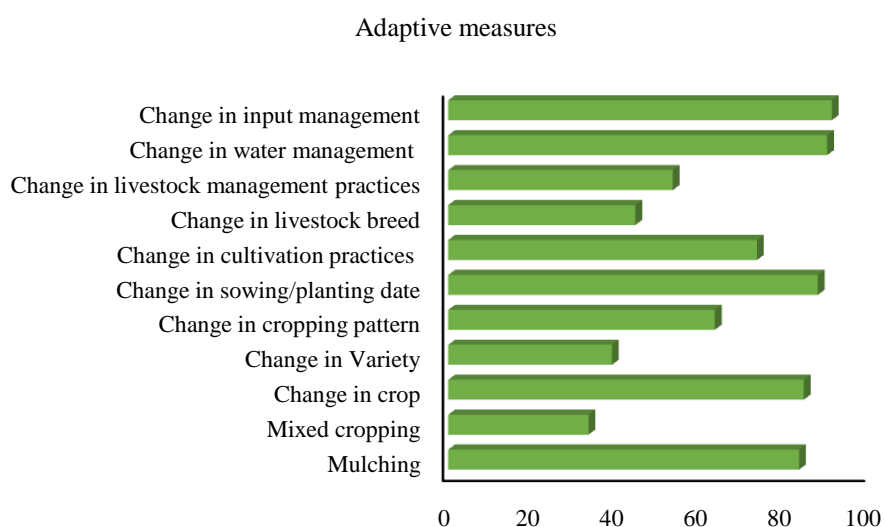 Adaptive measures
Change in input management
Change in water management
Change in livestock management practices
Change in livestock breed
Change in cultivation practices
Change in sowing/planting date
Change in cropping pattern
Change in Variety
Change in crop
Mixed cropping
Mulching
0 20 40 60 80 100